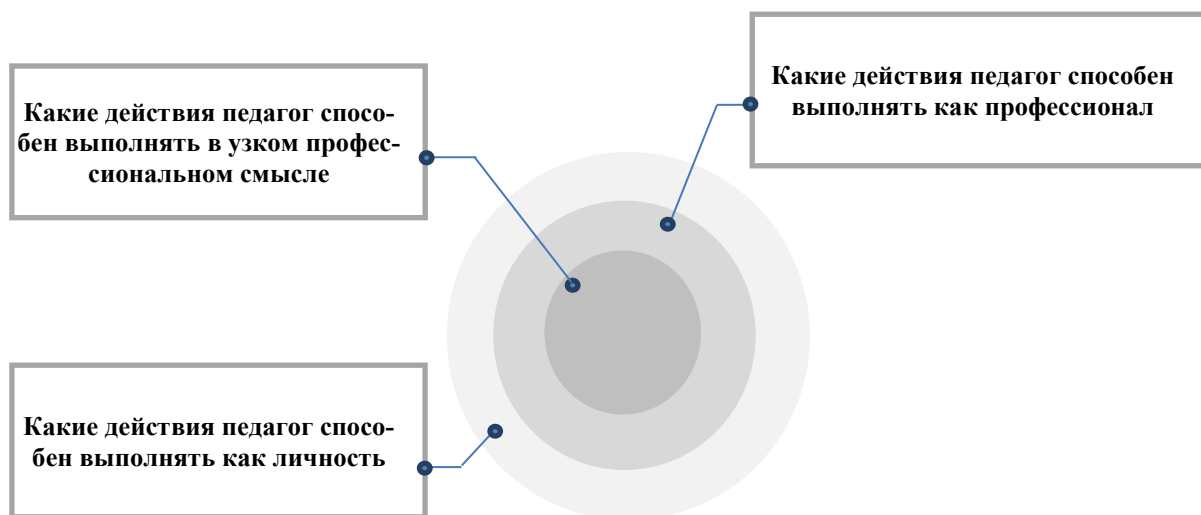 Какие действия педагог спосо-
бен выполнять в узком профес-
сиональном смысле
Какие действия педагог способен
выполнять как профессионал
Какие действия педагог спосо-
бен выполнять как личность